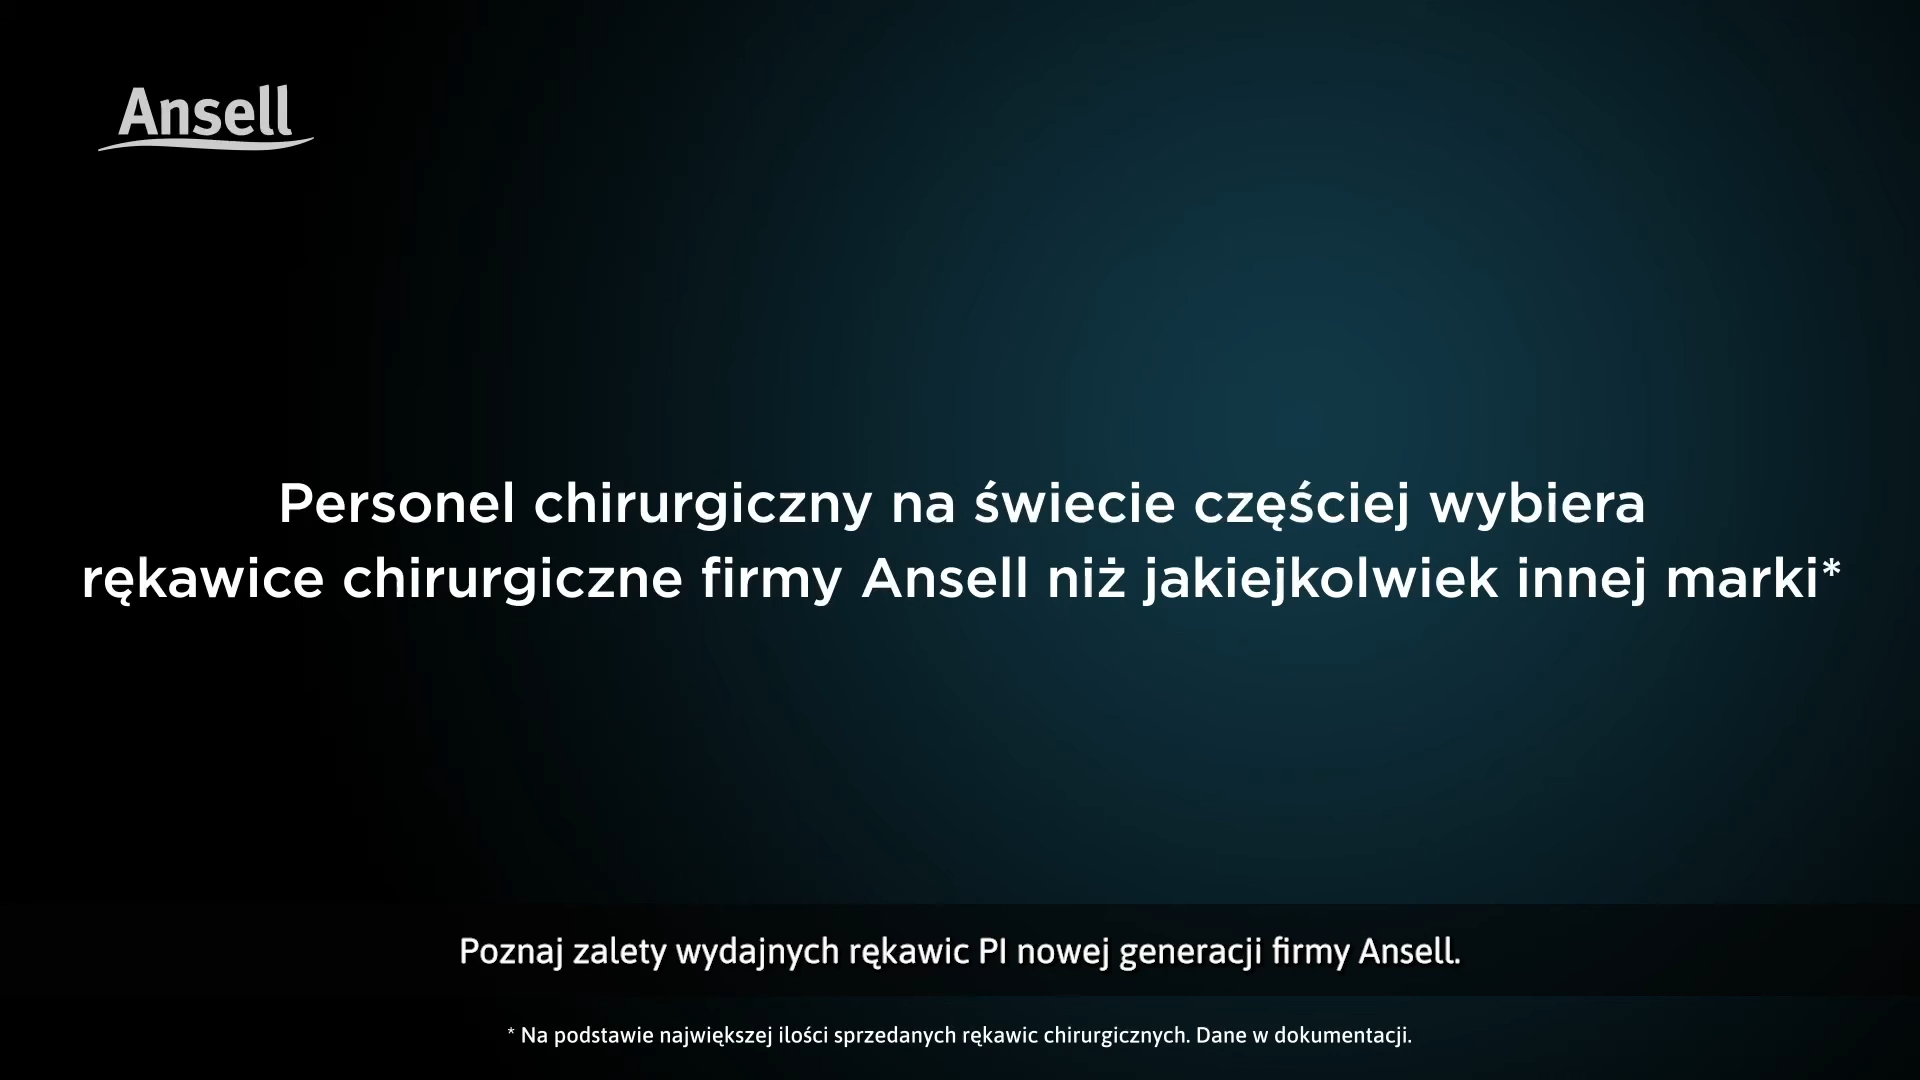 Ansell
Personel chirurgiczny na świecie częściej wybiera
rękawice chirurgiczne firmy Ansell niż jakiejkolwiek innej marki*
Poznaj zalety wydajnych rękawic PI nowej generacji firmy Ansell.
* Na podstawie największej ilości sprzedanych rękawic chirurgicznych. Dane w dokumentacji.